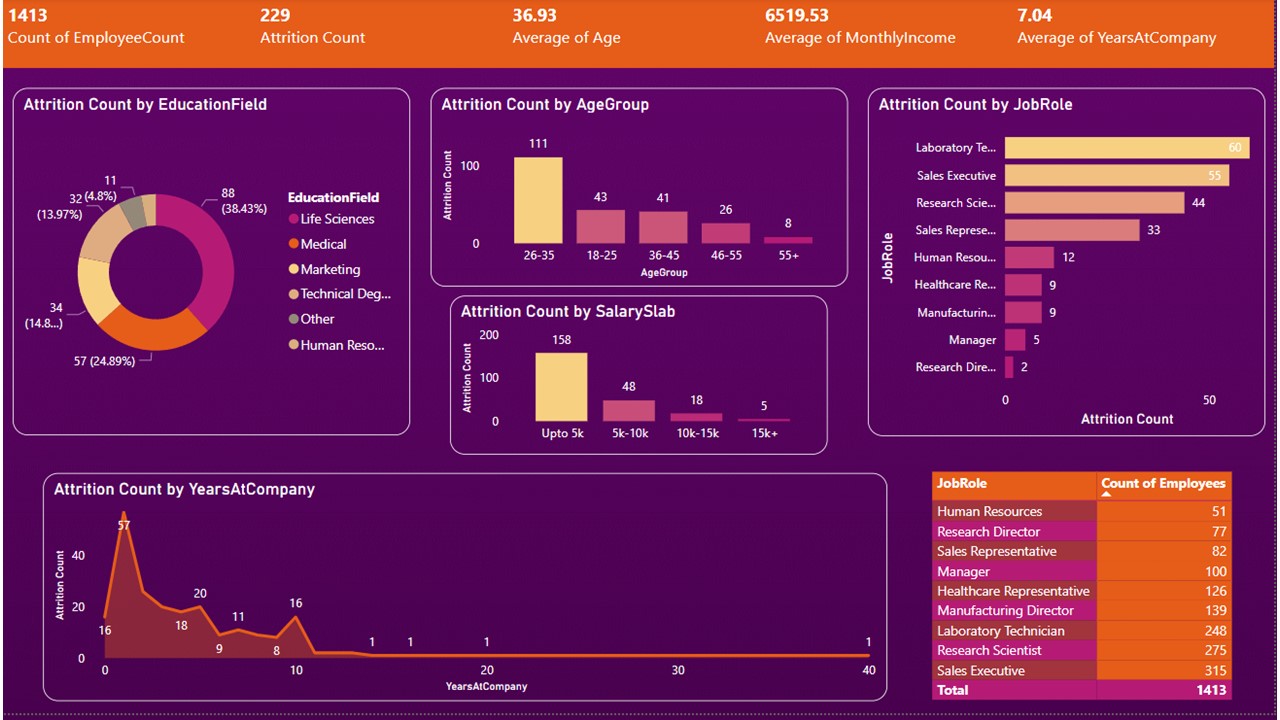 1413
Count of EmployeeCount
229
Attrition Count
36.93
Average of Age
6519.53
Average of MonthlyIncome
7.04
Average of YearsAtCompany
Attrition Count by EducationField
88
(38.43%)
57 (24.89%)
34
(14.8...)
32
(13.97%)
11
(4.8%)
EducationField
Life Sciences
Medical
Marketing
Technical Deg...
Other
Human Reso...
Attrition Count by AgeGroup
Attrition Count
100
0
111
43
41
26
8
26-35
18-25
36-45
46-55
55+
AgeGroup
Attrition Count by SalarySlab
Attrition Count
200
100
0
158
48
18
5
Upto 5k
5k-10k
10k-15k
15k+
Attrition Count by JobRole
JobRole
Laboratory Te...
60
Sales Executive
55
Research Scie...
44
Sales Represe...
33
Human Resou...
12
Healthcare Re...
9
Manufacturin...
9
Manager
5
Research Dire...
2
0
50
Attrition Count
Attrition Count by YearsAtCompany
Attrition Count
40
20
0
16
57
18
20
9
11
8
16
1
1
1
1
0
10
20
30
40
YearsAtCompany
JobRole Count of Employees
Human Resources 51
Research Director 77
Sales Representative 82
Manager 100
Healthcare Representative 126
Manufacturing Director 139
Laboratory Technician 248
Research Scientist 275
Sales Executive 315
Total 1413